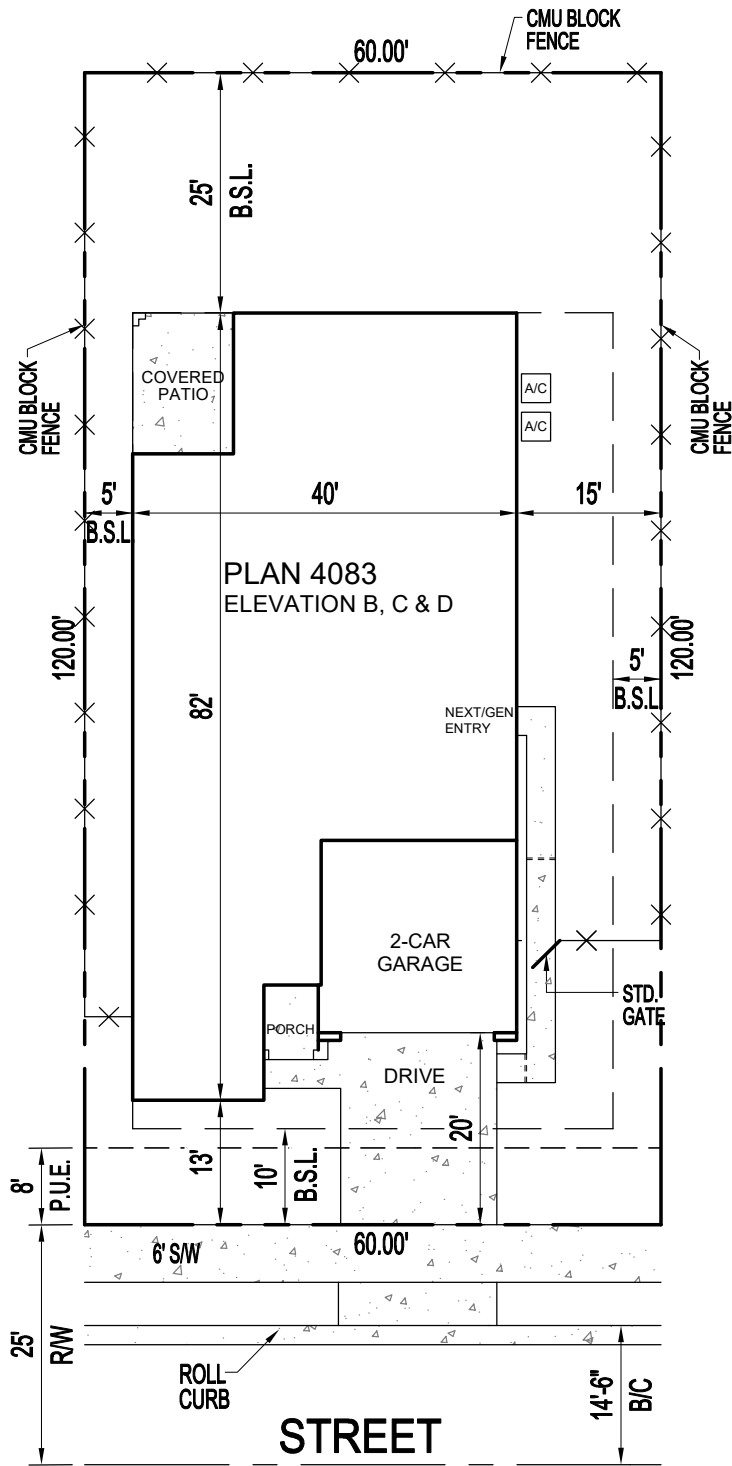 CMU BLOCK
FENCE
60.00'
25'
B.S.L.
COVERED
PATIO
A/C
A/C
CMU BLOCK
FENCE
CMU BLOCK
FENCE
5'
B.S.L.
40'
15'
PLAN 4083
ELEVATION B, C & D
120.00'
82'
5'
B.S.L.
120.00'
NEXT/GEN
ENTRY
2-CAR
GARAGE
STD.
GATE
PORCH
DRIVE
20'
13'
10'
B.S.L.
8'
P.U.E.
6' S/W
60.00'
25'
R/W
ROLL
CURB
14'-6"
B/C
STREET